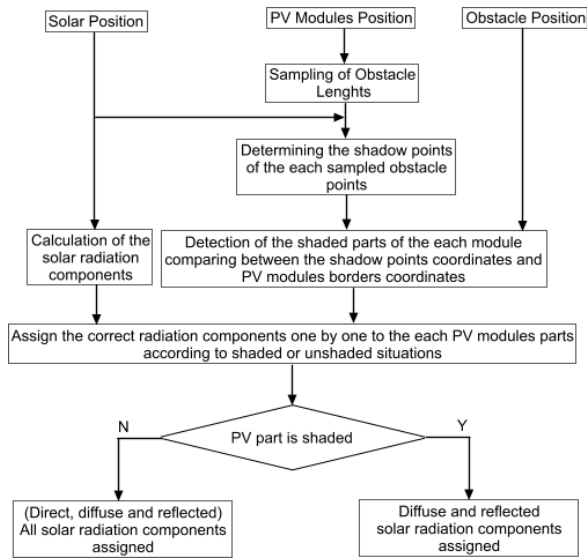 Solar Position
PV Modules Position
Obstacle Position
Sampling of Obstacle
Lenghts
Determining the shadow points
of the each sampled obstacle
points
Calculation of the
solar radiation
components
Detection of the shaded parts of the each module
comparing between the shadow points coordinates and
PV modules borders coordinates
Assign the correct radiation components one by one to the each PV modules parts
according to shaded or unshaded situations
N
PV part is shaded
Y
(Direct, diffuse and reflected)
All solar radiation components
assigned
Diffuse and reflected
solar radiation components
assigned